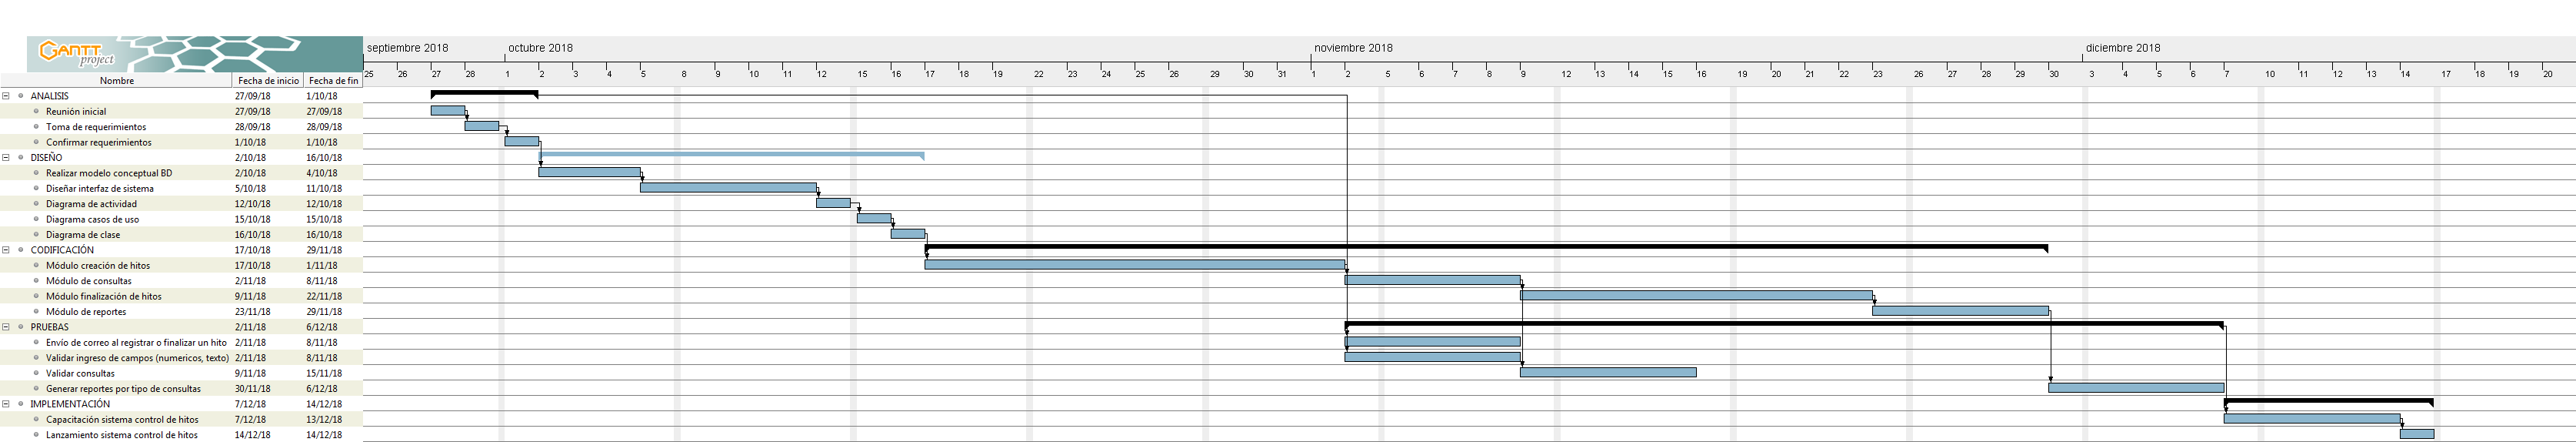 GANTT project
septiembre 2018 octubre 2018 noviembre 2018 diciembre 2018
25 26 27 28 1 2 3 4 5 8 9 10 11 12 15 16 17 18 19 22 23 24 25 26 29 30 31 1 2 5 6 7 8 9 12 13 14 15 16 19 20 21 22 23 26 27 28 29 30 3 4 5 6 7 10 11 12 13 14 17 18 19 20
Nombre Fecha de inicio Fecha de fin
ANALISIS 27/09/18 1/10/18
Reunión inicial 27/09/18 27/09/18
Toma de requerimientos 28/09/18 28/09/18
Confirmar requerimientos 1/10/18 1/10/18
DISEÑO 2/10/18 16/10/18
Realizar modelo conceptual BD 2/10/18 4/10/18
Diseñar interfaz de sistema 5/10/18 11/10/18
Diagrama de actividad 12/10/18 12/10/18
Diagrama casos de uso 15/10/18 15/10/18
Diagrama de clase 16/10/18 16/10/18
CODIFICACIÓN 17/10/18 29/11/18
Módulo creación de hitos 17/10/18 1/11/18
Módulo de consultas 2/11/18 8/11/18
Módulo finalización de hitos 9/11/18 22/11/18
Módulo de reportes 23/11/18 29/11/18
PRUEBAS 2/11/18 6/12/18
Envío de correo al registrar o finalizar un hito 2/11/18 8/11/18
Validar ingreso de campos (numericos, texto) 2/11/18 8/11/18
Validar consultas 9/11/18 15/11/18
Generar reportes por tipo de consultas 30/11/18 6/12/18
IMPLEMENTACIÓN 7/12/18 14/12/18
Capacitación sistema control de hitos 7/12/18 13/12/18
Lanzamiento sistema control de hitos 14/12/18 14/12/18